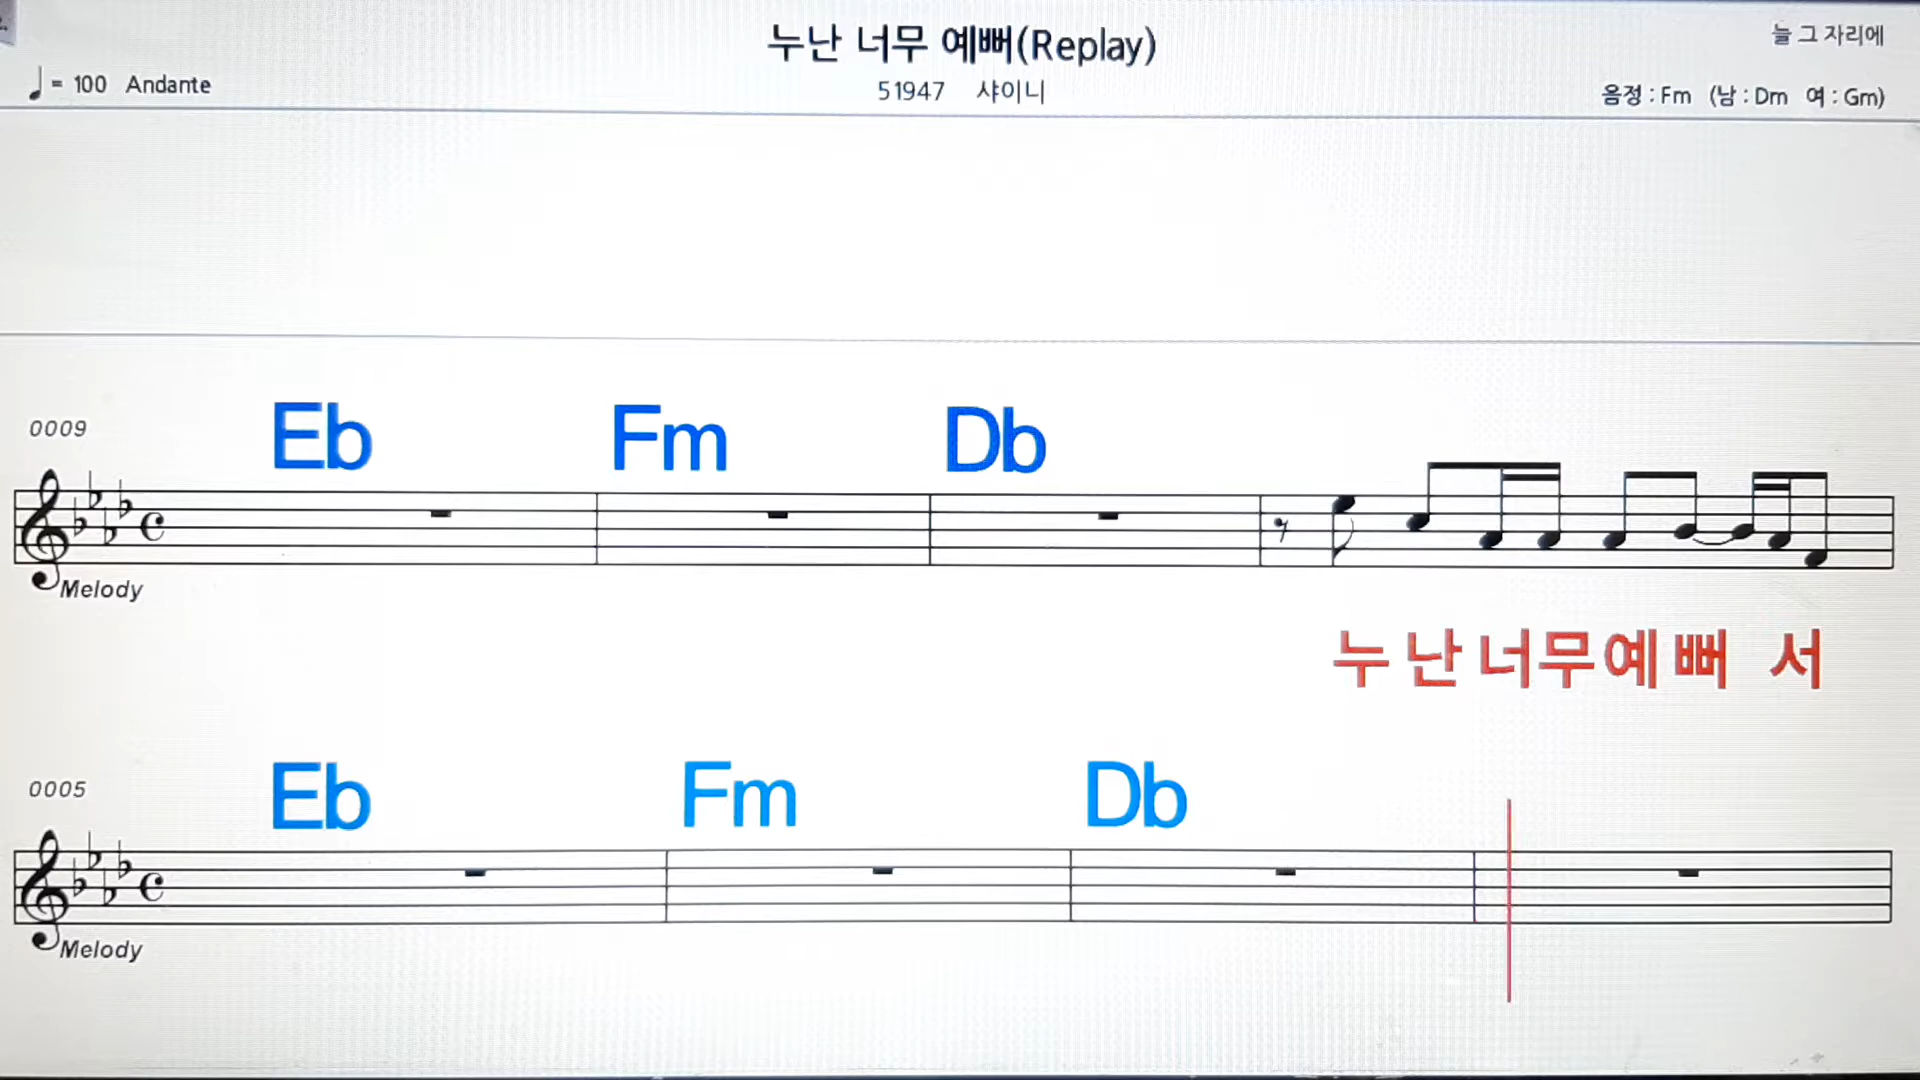 누난 너무 예뻐(Replay)
늘 그 자리에
= 100 Andante
51947 샤이니
음정 : Fm (남 : Dm 여 : Gm)
0009
Eb Fm Db
Melody
누난너무예뻐 서
0005
Eb Fm Db
Melody